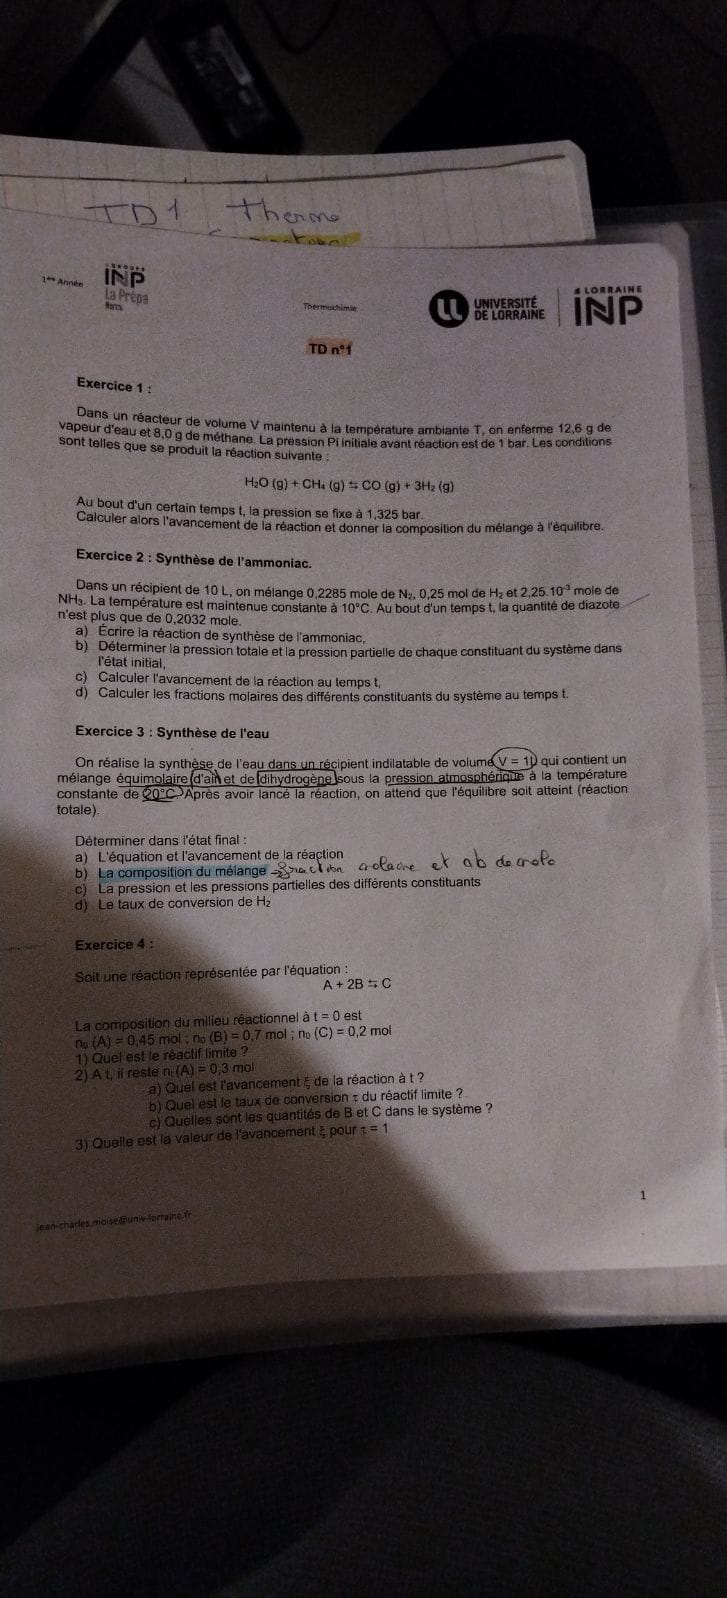 TD 1 Thermo
1ère Année
GROUPE
INP
La Prépa
Nancy
Thermochimie
UNIVERSITÉ
DE LORRAINE
LORRAINE
INP
TD n°1
Exercice 1 :
Dans un réacteur de volume V maintenu à la température ambiante T, on enferme 12,6 g de
vapeur d'eau et 8,0 g de méthane. La pression Pi initiale avant réaction est de 1 bar. Les conditions
sont telles que se produit la réaction suivante :
H₂O (g) + CH₄ (g) ⇆ CO (g) + 3H₂ (g)
Au bout d'un certain temps t, la pression se fixe à 1,325 bar.
Calculer alors l'avancement de la réaction et donner la composition du mélange à l'équilibre.
Exercice 2 : Synthèse de l'ammoniac.
Dans un récipient de 10 L, on mélange 0,2285 mole de N₂, 0,25 mol de H₂ et 2,25.10⁻³ mole de
NH₃. La température est maintenue constante à 10°C. Au bout d'un temps t, la quantité de diazote
n'est plus que de 0,2032 mole.
a) Écrire la réaction de synthèse de l'ammoniac,
b) Déterminer la pression totale et la pression partielle de chaque constituant du système dans
l'état initial,
c) Calculer l'avancement de la réaction au temps t,
d) Calculer les fractions molaires des différents constituants du système au temps t.
Exercice 3 : Synthèse de l'eau
On réalise la synthèse de l'eau dans un récipient indilatable de volume V = 1l, qui contient un
mélange équimolaire d'air et de dihydrogène sous la pression atmosphérique à la température
constante de 20°C. Après avoir lancé la réaction, on attend que l'équilibre soit atteint (réaction
totale).
Déterminer dans l'état final :
a) L'équation et l'avancement de la réaction
b) La composition du mélange → fraction molaire et nb de mole
c) La pression et les pressions partielles des différents constituants
d) Le taux de conversion de H₂
Exercice 4 :
Soit une réaction représentée par l'équation :
A + 2B ⇆ C
La composition du milieu réactionnel à t = 0 est
n₀ (A) = 0,45 mol ; n₀ (B) = 0,7 mol ; n₀ (C) = 0,2 mol
1) Quel est le réactif limite ?
2) A t, il reste nₜ (A) = 0,3 mol
a) Quel est l'avancement ξ de la réaction à t ?
b) Quel est le taux de conversion τ du réactif limite ?
c) Quelles sont les quantités de B et C dans le système ?
3) Quelle est la valeur de l'avancement ξ pour τ = 1
1
jean-charles.moise@univ-lorraine.fr